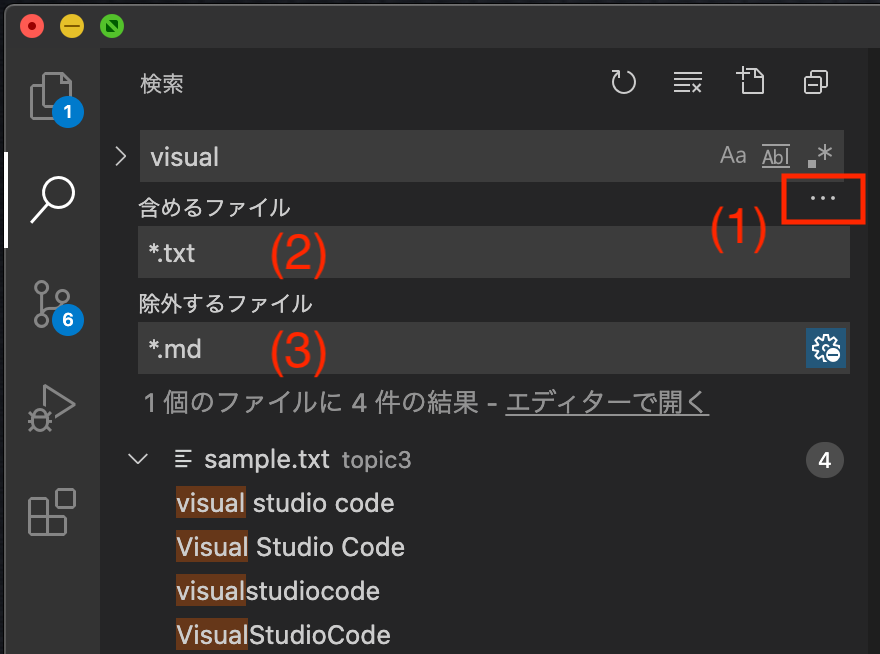 検索
1
visual Aa Abl .*
...
(1)
含めるファイル
*.txt (2)
除外するファイル
*.md (3)
1 個のファイルに 4 件の結果 - エディターで開く
6
sample.txt topic3 4
visual studio code
Visual Studio Code
visualstudiocode
VisualStudioCode